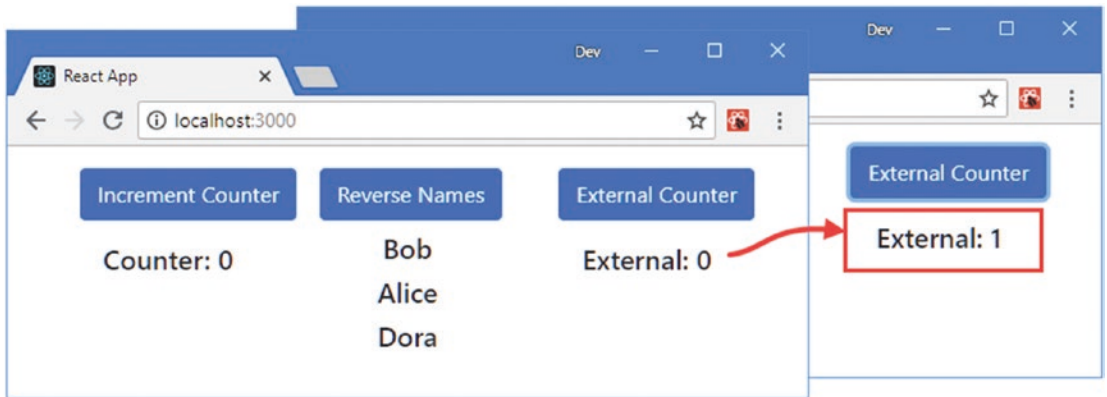 Dev
Dev
React App
localhost:3000
Increment Counter
Reverse Names
External Counter
External Counter
Counter: 0
Bob
Alice
Dora
External: 0
External: 1